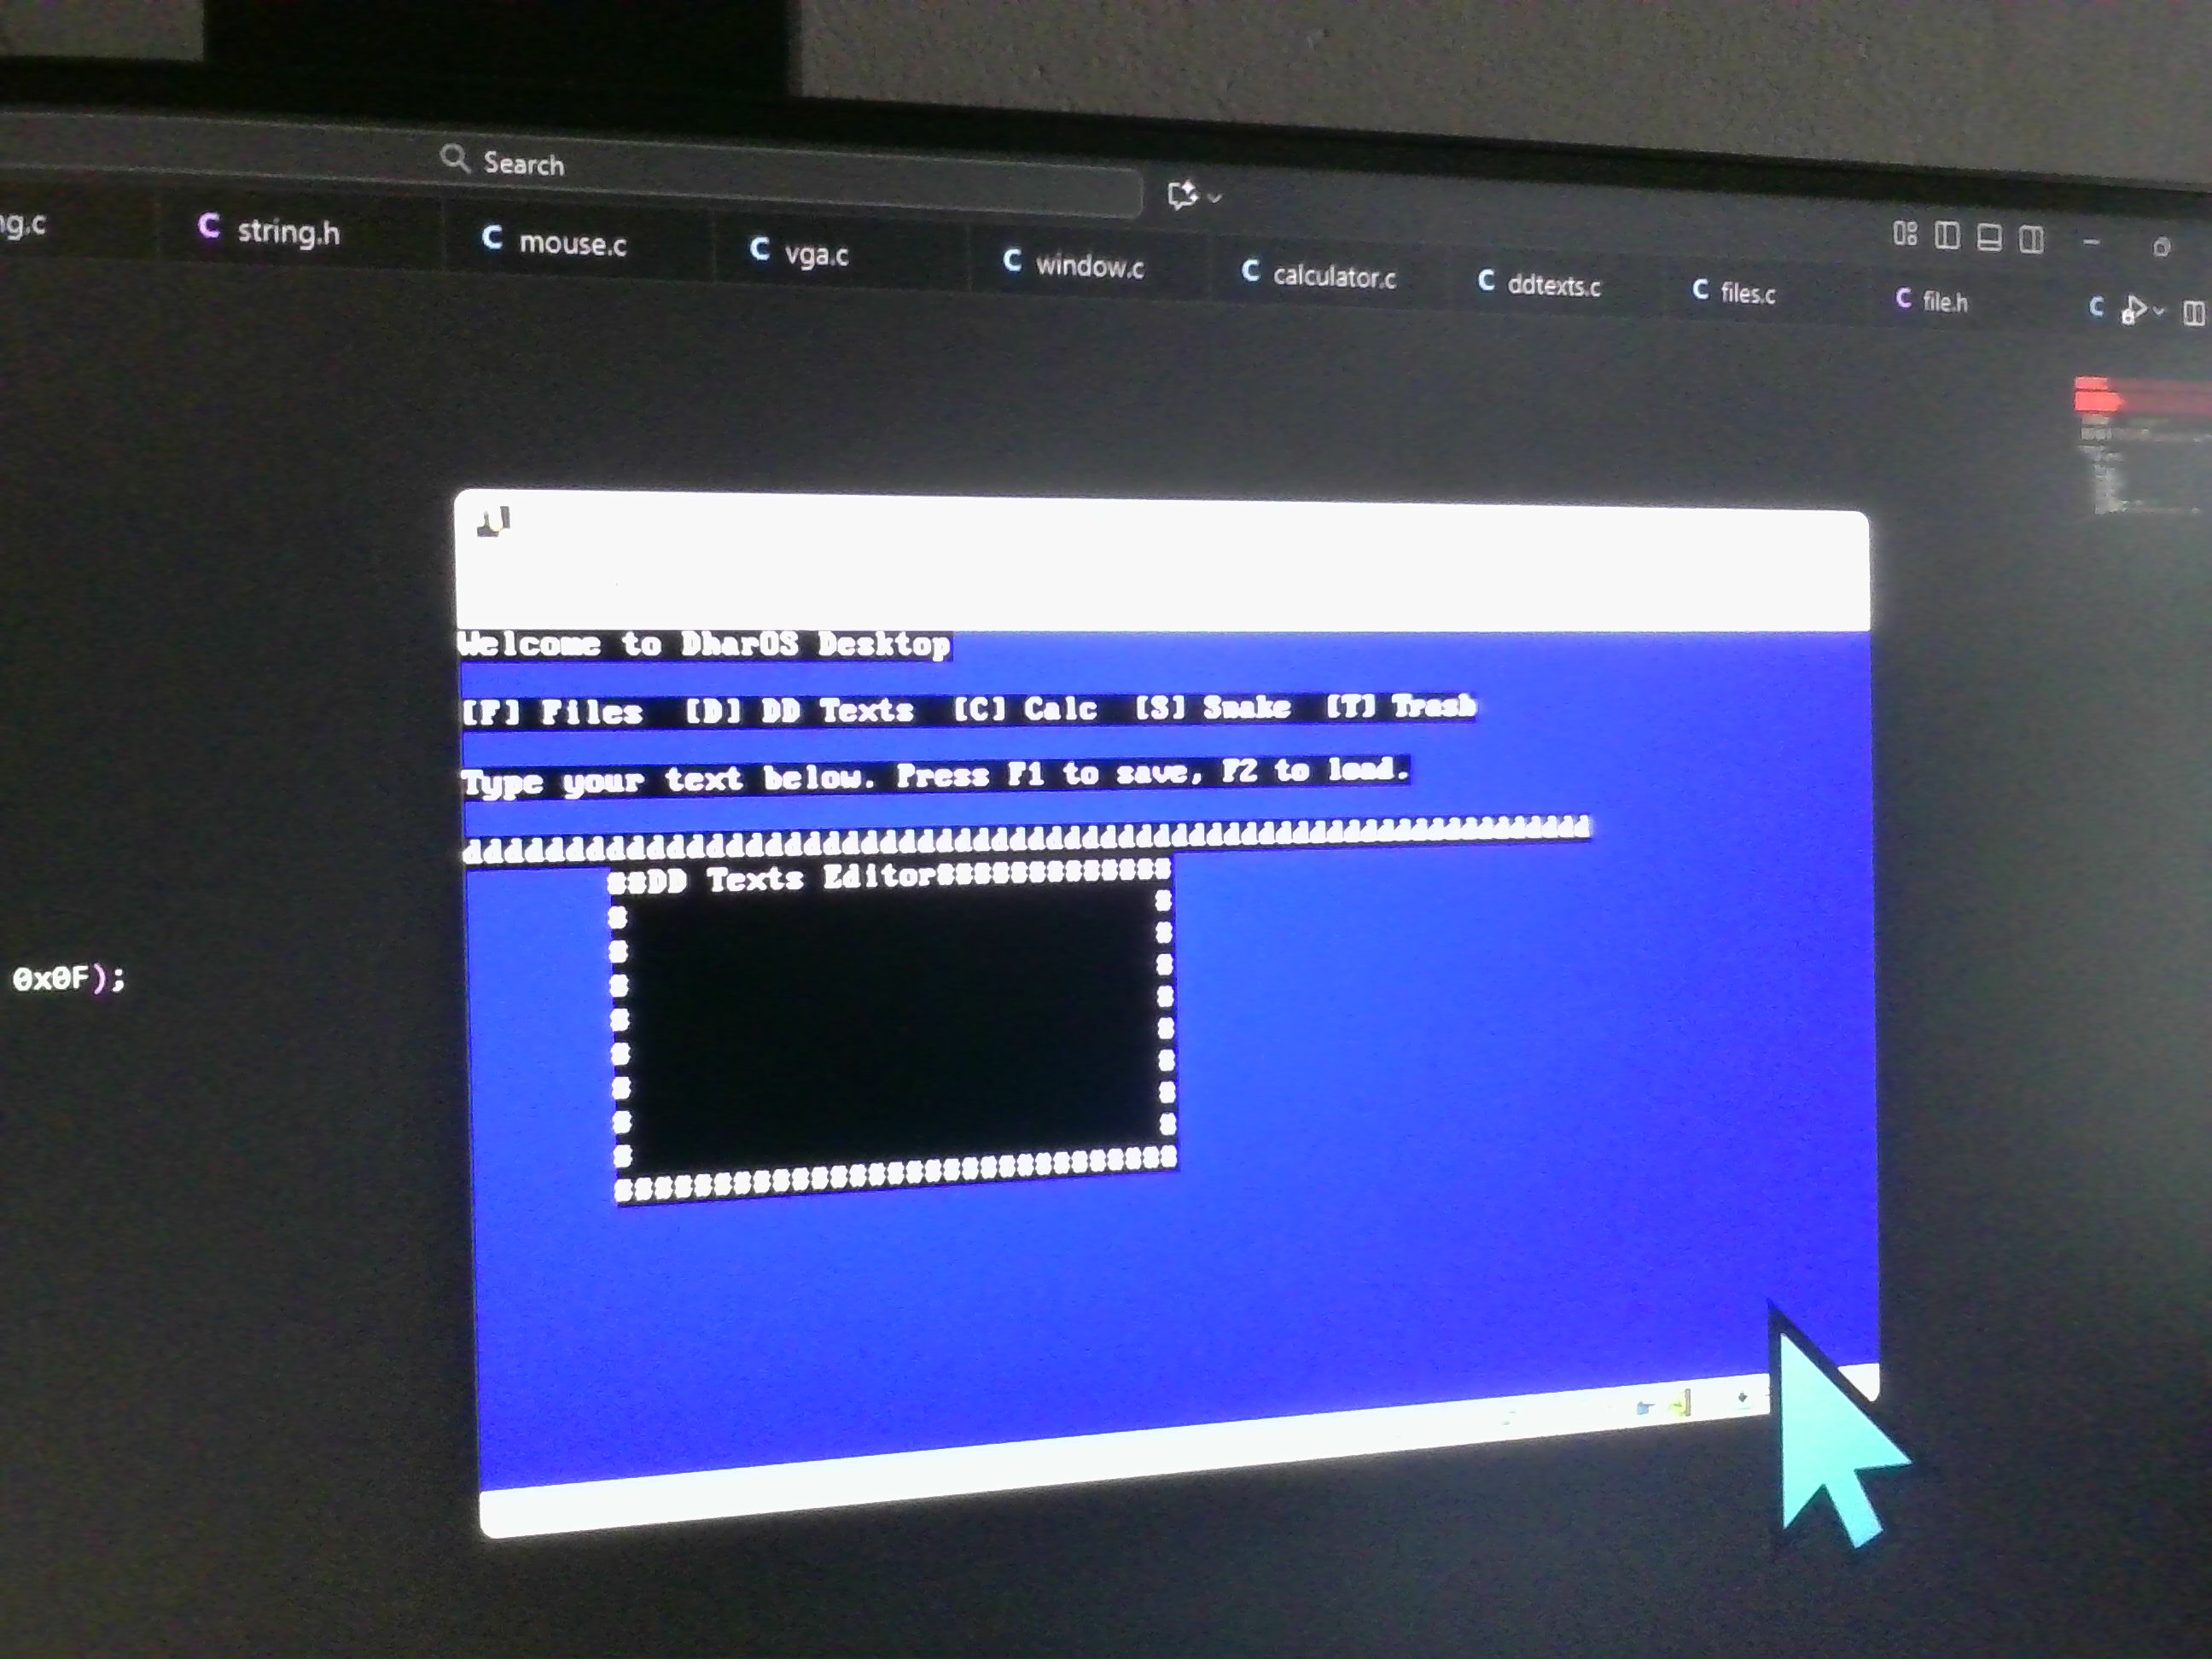 Search
ng.c
string.h
mouse.c
vga.c
window.c
calculator.c
ddtexts.c
files.c
file.h
Welcome to DharOS Desktop
[F] Files [D] DD Texts [C] Calc [S] Snake [T] Trash
Type your text below. Press F1 to save, F2 to load.
DD Texts Editor
0x0F);